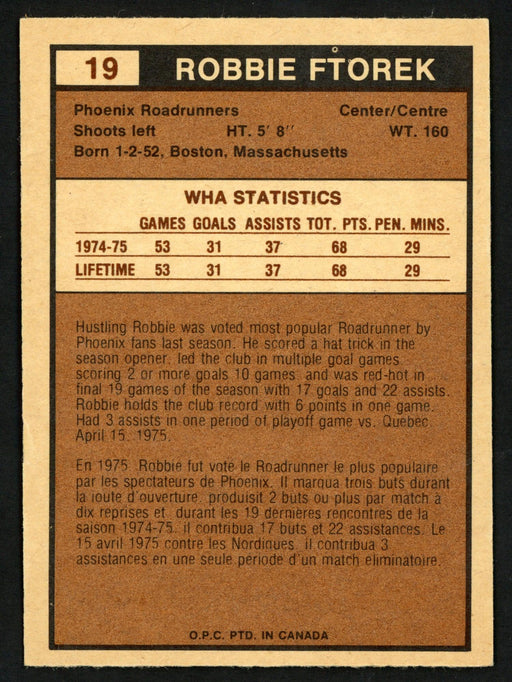 19 ROBBIE FTOREK
Phoenix Roadrunners Center/Centre
Shoots left HT. 5' 8" WT. 160
Born 1-2-52, Boston, Massachusetts
WHA STATISTICS
GAMES GOALS ASSISTS TOT. PTS. PEN. MINS.
1974-75 53 31 37 68 29
LIFETIME 53 31 37 68 29
Hustling Robbie was voted most popular Roadrunner by
Phoenix fans last season. He scored a hat trick in the
season opener, led the club in multiple goal games
scoring 2 or more goals 10 games and was red-hot in
final 19 games of the season with 17 goals and 22 assists.
Robbie holds the club record with 6 points in one game.
Had 3 assists in one period of playoff game vs. Quebec
April 15, 1975.
En 1975, Robbie fut vote le Roadrunner le plus populaire
par les spectateurs de Phoenix. Il marqua trois buts durant
la joute d'ouverture, produisit 2 buts ou plus par match à
dix reprises et durant les 19 dernières rencontres de la
saison 1974-75, il contribua 17 buts et 22 assistances. Le
15 avril 1975 contre les Nordiques, il contribua 3
assistances en une seule période d'un match éliminatoire.
O.P.C. PTD. IN CANADA